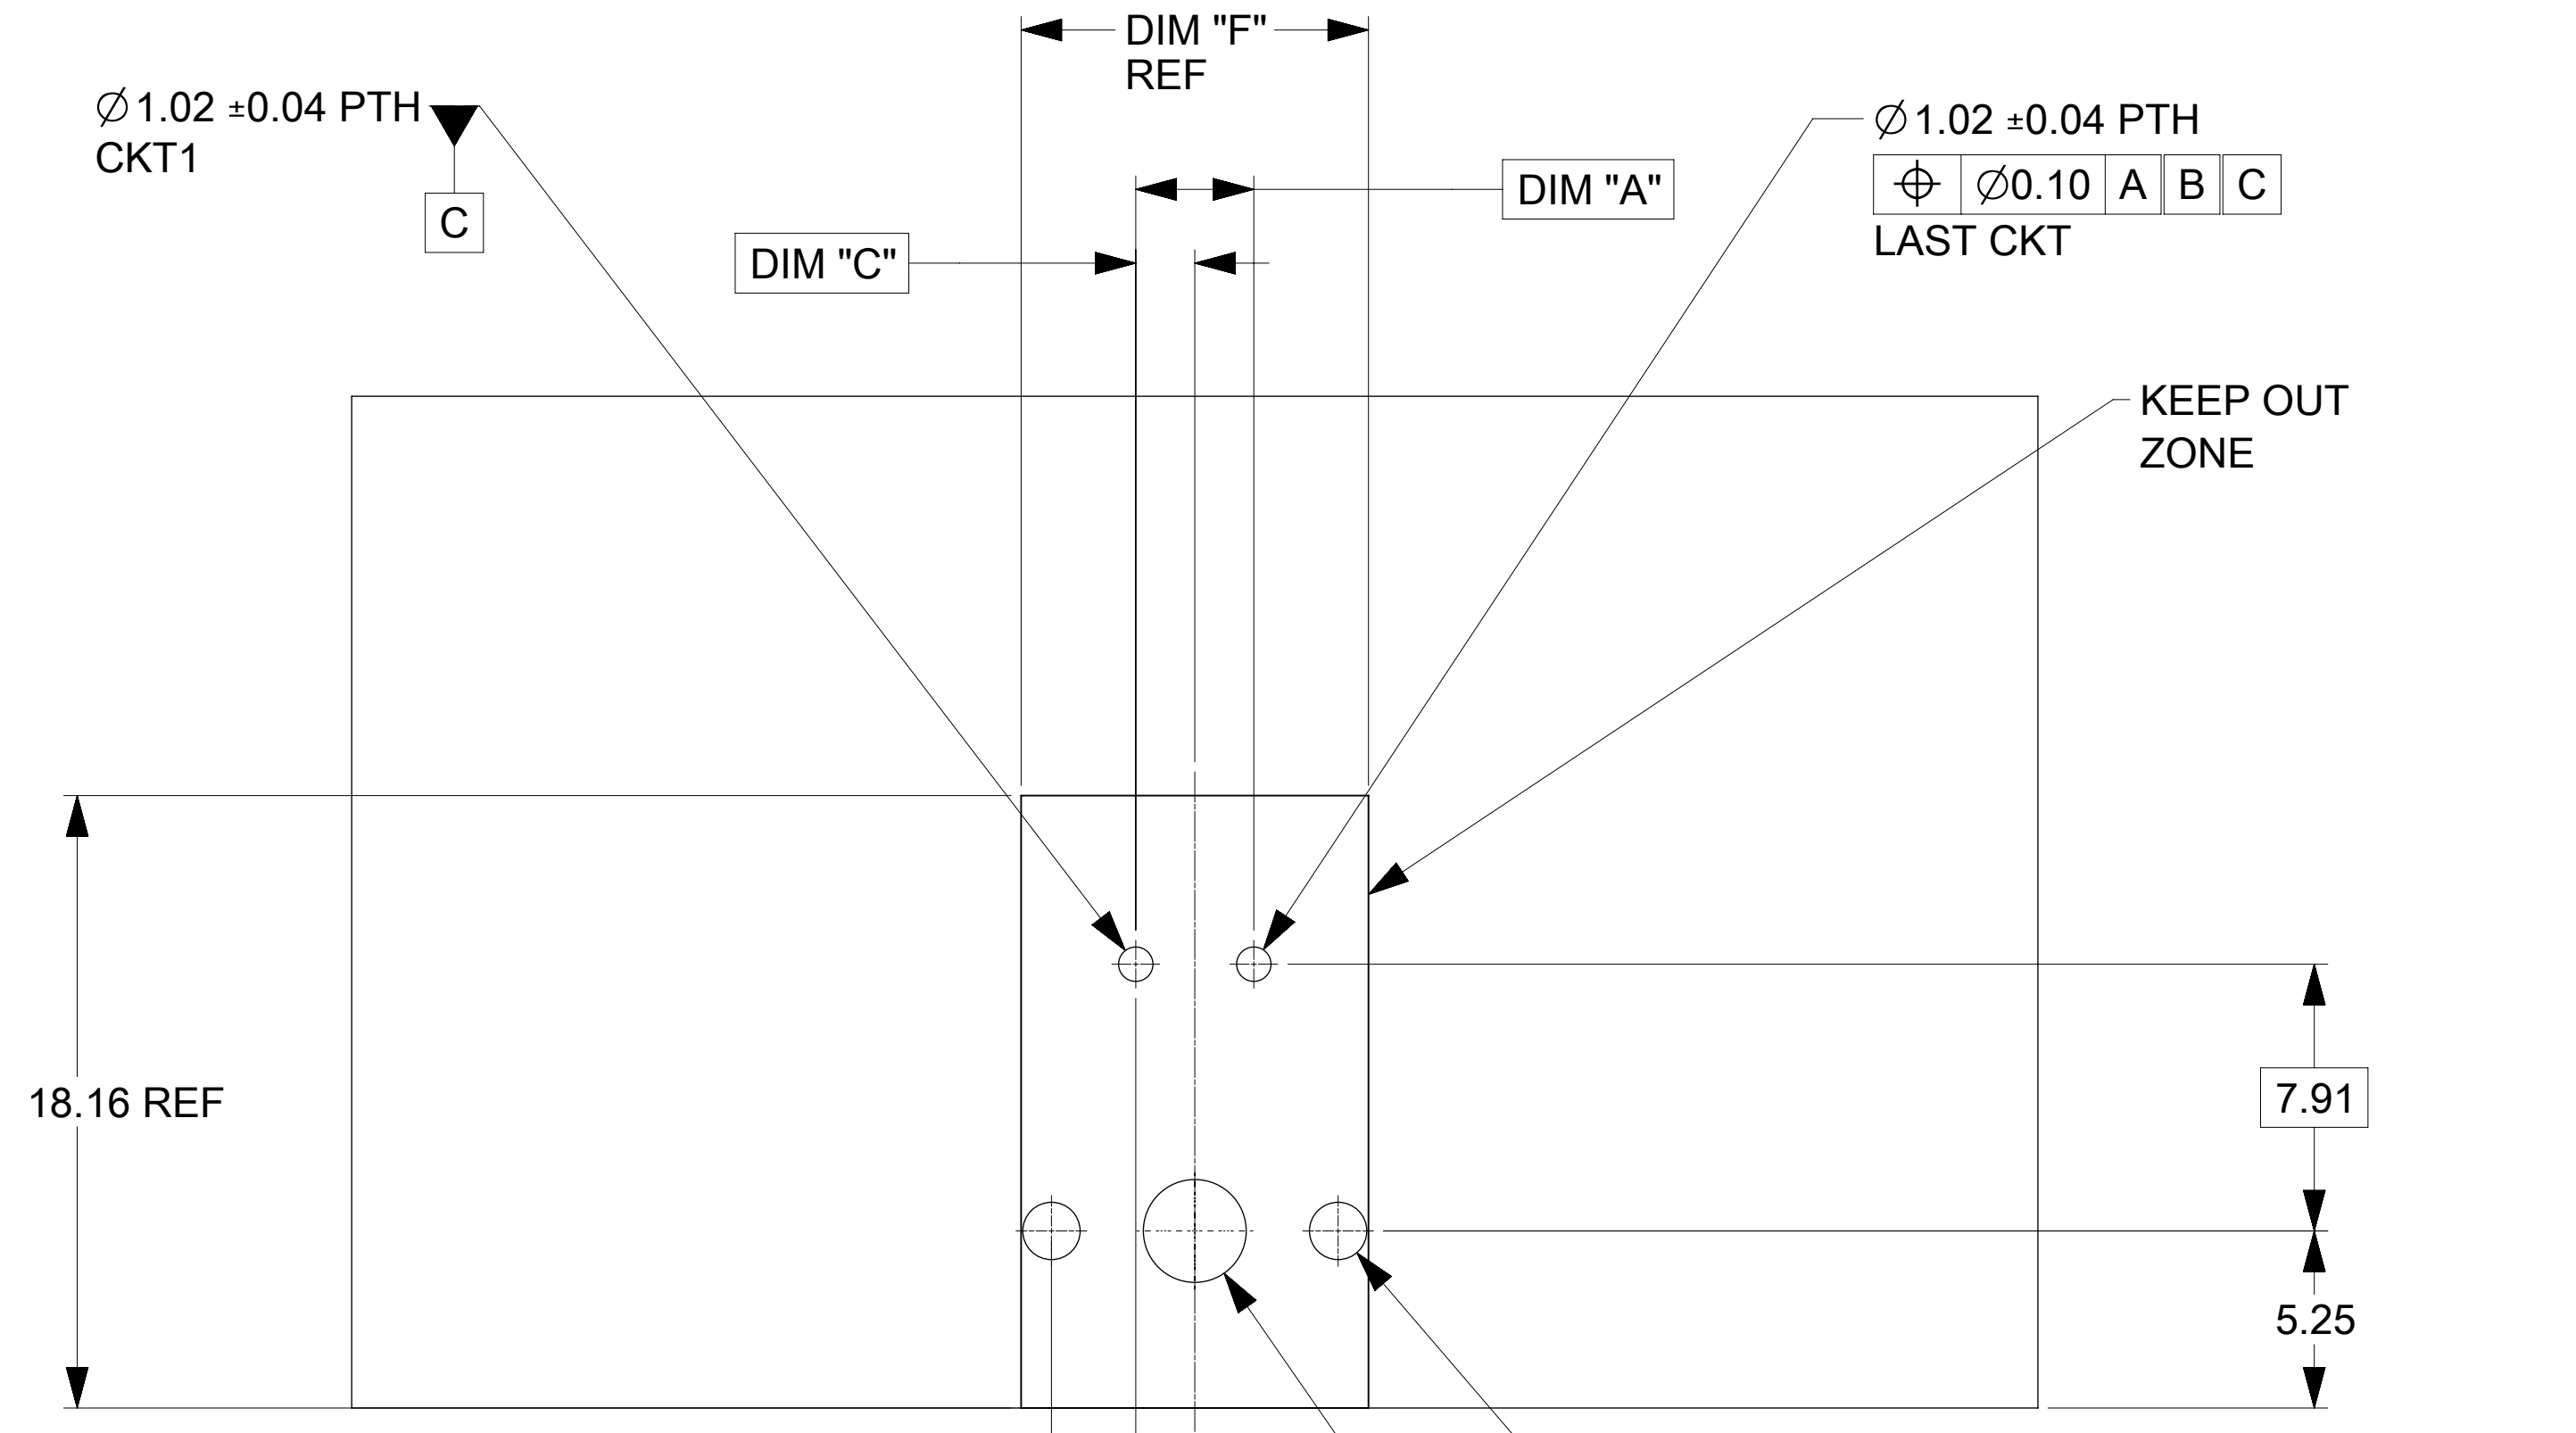 DIM "F"
REF
∅1.02 ±0.04 PTH
CKT1
C
∅1.02 ±0.04 PTH
⌖ ∅0.10 A B C
LAST CKT
DIM "A"
DIM "C"
KEEP OUT
ZONE
18.16 REF
7.91
5.25